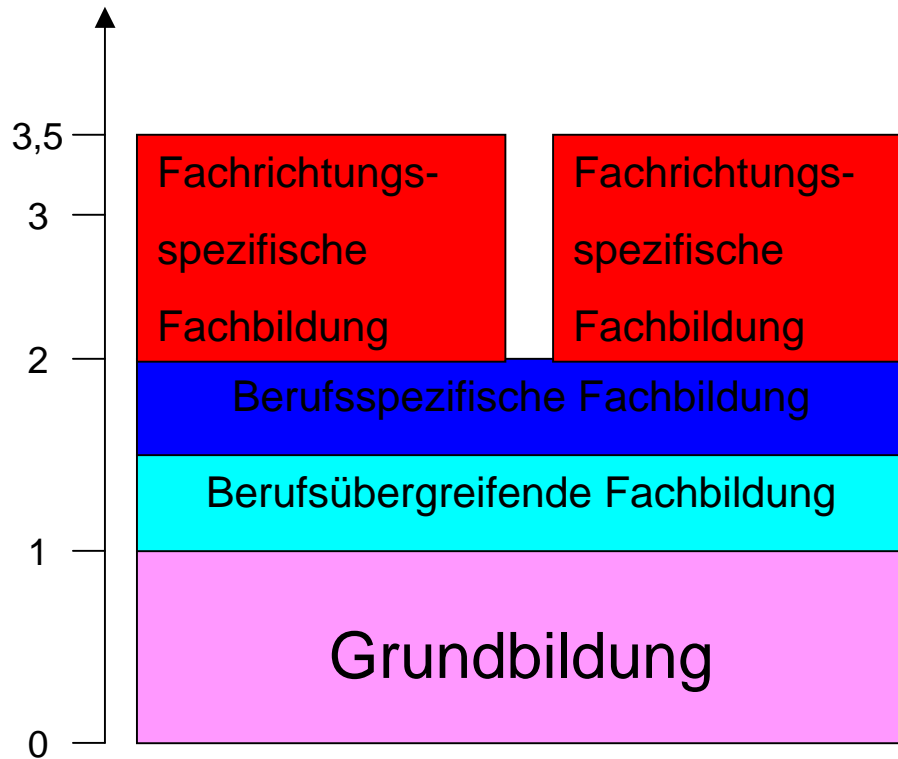 3,5
Fachrichtungs-
spezifische
Fachbildung
Fachrichtungs-
spezifische
Fachbildung
3
2
Berufsspezifische Fachbildung
Berufsübergreifende Fachbildung
1
Grundbildung
0